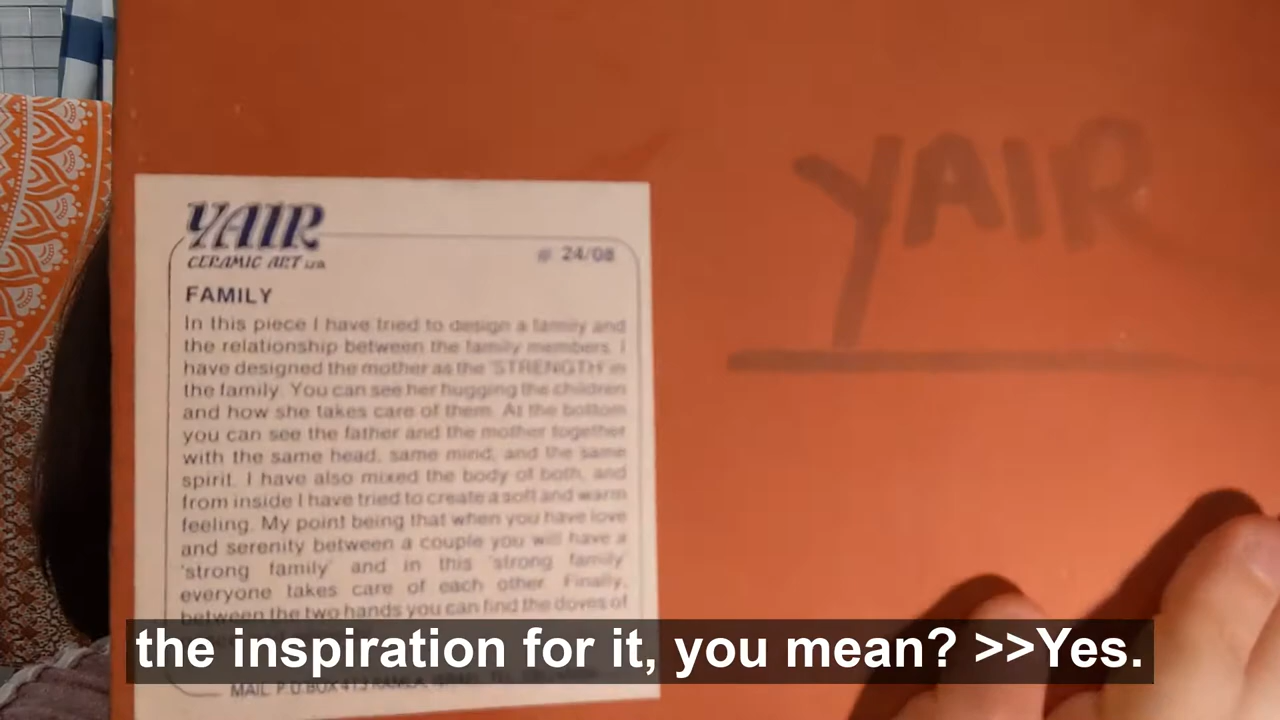 YAIR
YAIR
CERAMIC ART LTD.
# 24/08
FAMILY
In this piece I have tried to design a family and
the relationship between the family members. I
have designed the mother as the 'STRENGTH' in
the family. You can see her hugging the children
and how she takes care of them. At the bottom
you can see the father and the mother together
with the same head, same mind, and the same
spirit. I have also mixed the body of both, and
from inside I have tried to create a soft and warm
feeling. My point being that when you have love
and serenity between a couple you will have a
'strong family' and in this 'strong family'
everyone takes care of each other. Finally,
between the two hands you can find the doves of
the inspiration for it, you mean? >>Yes.
MAIL. P.O.BOX 413 RAMLA,